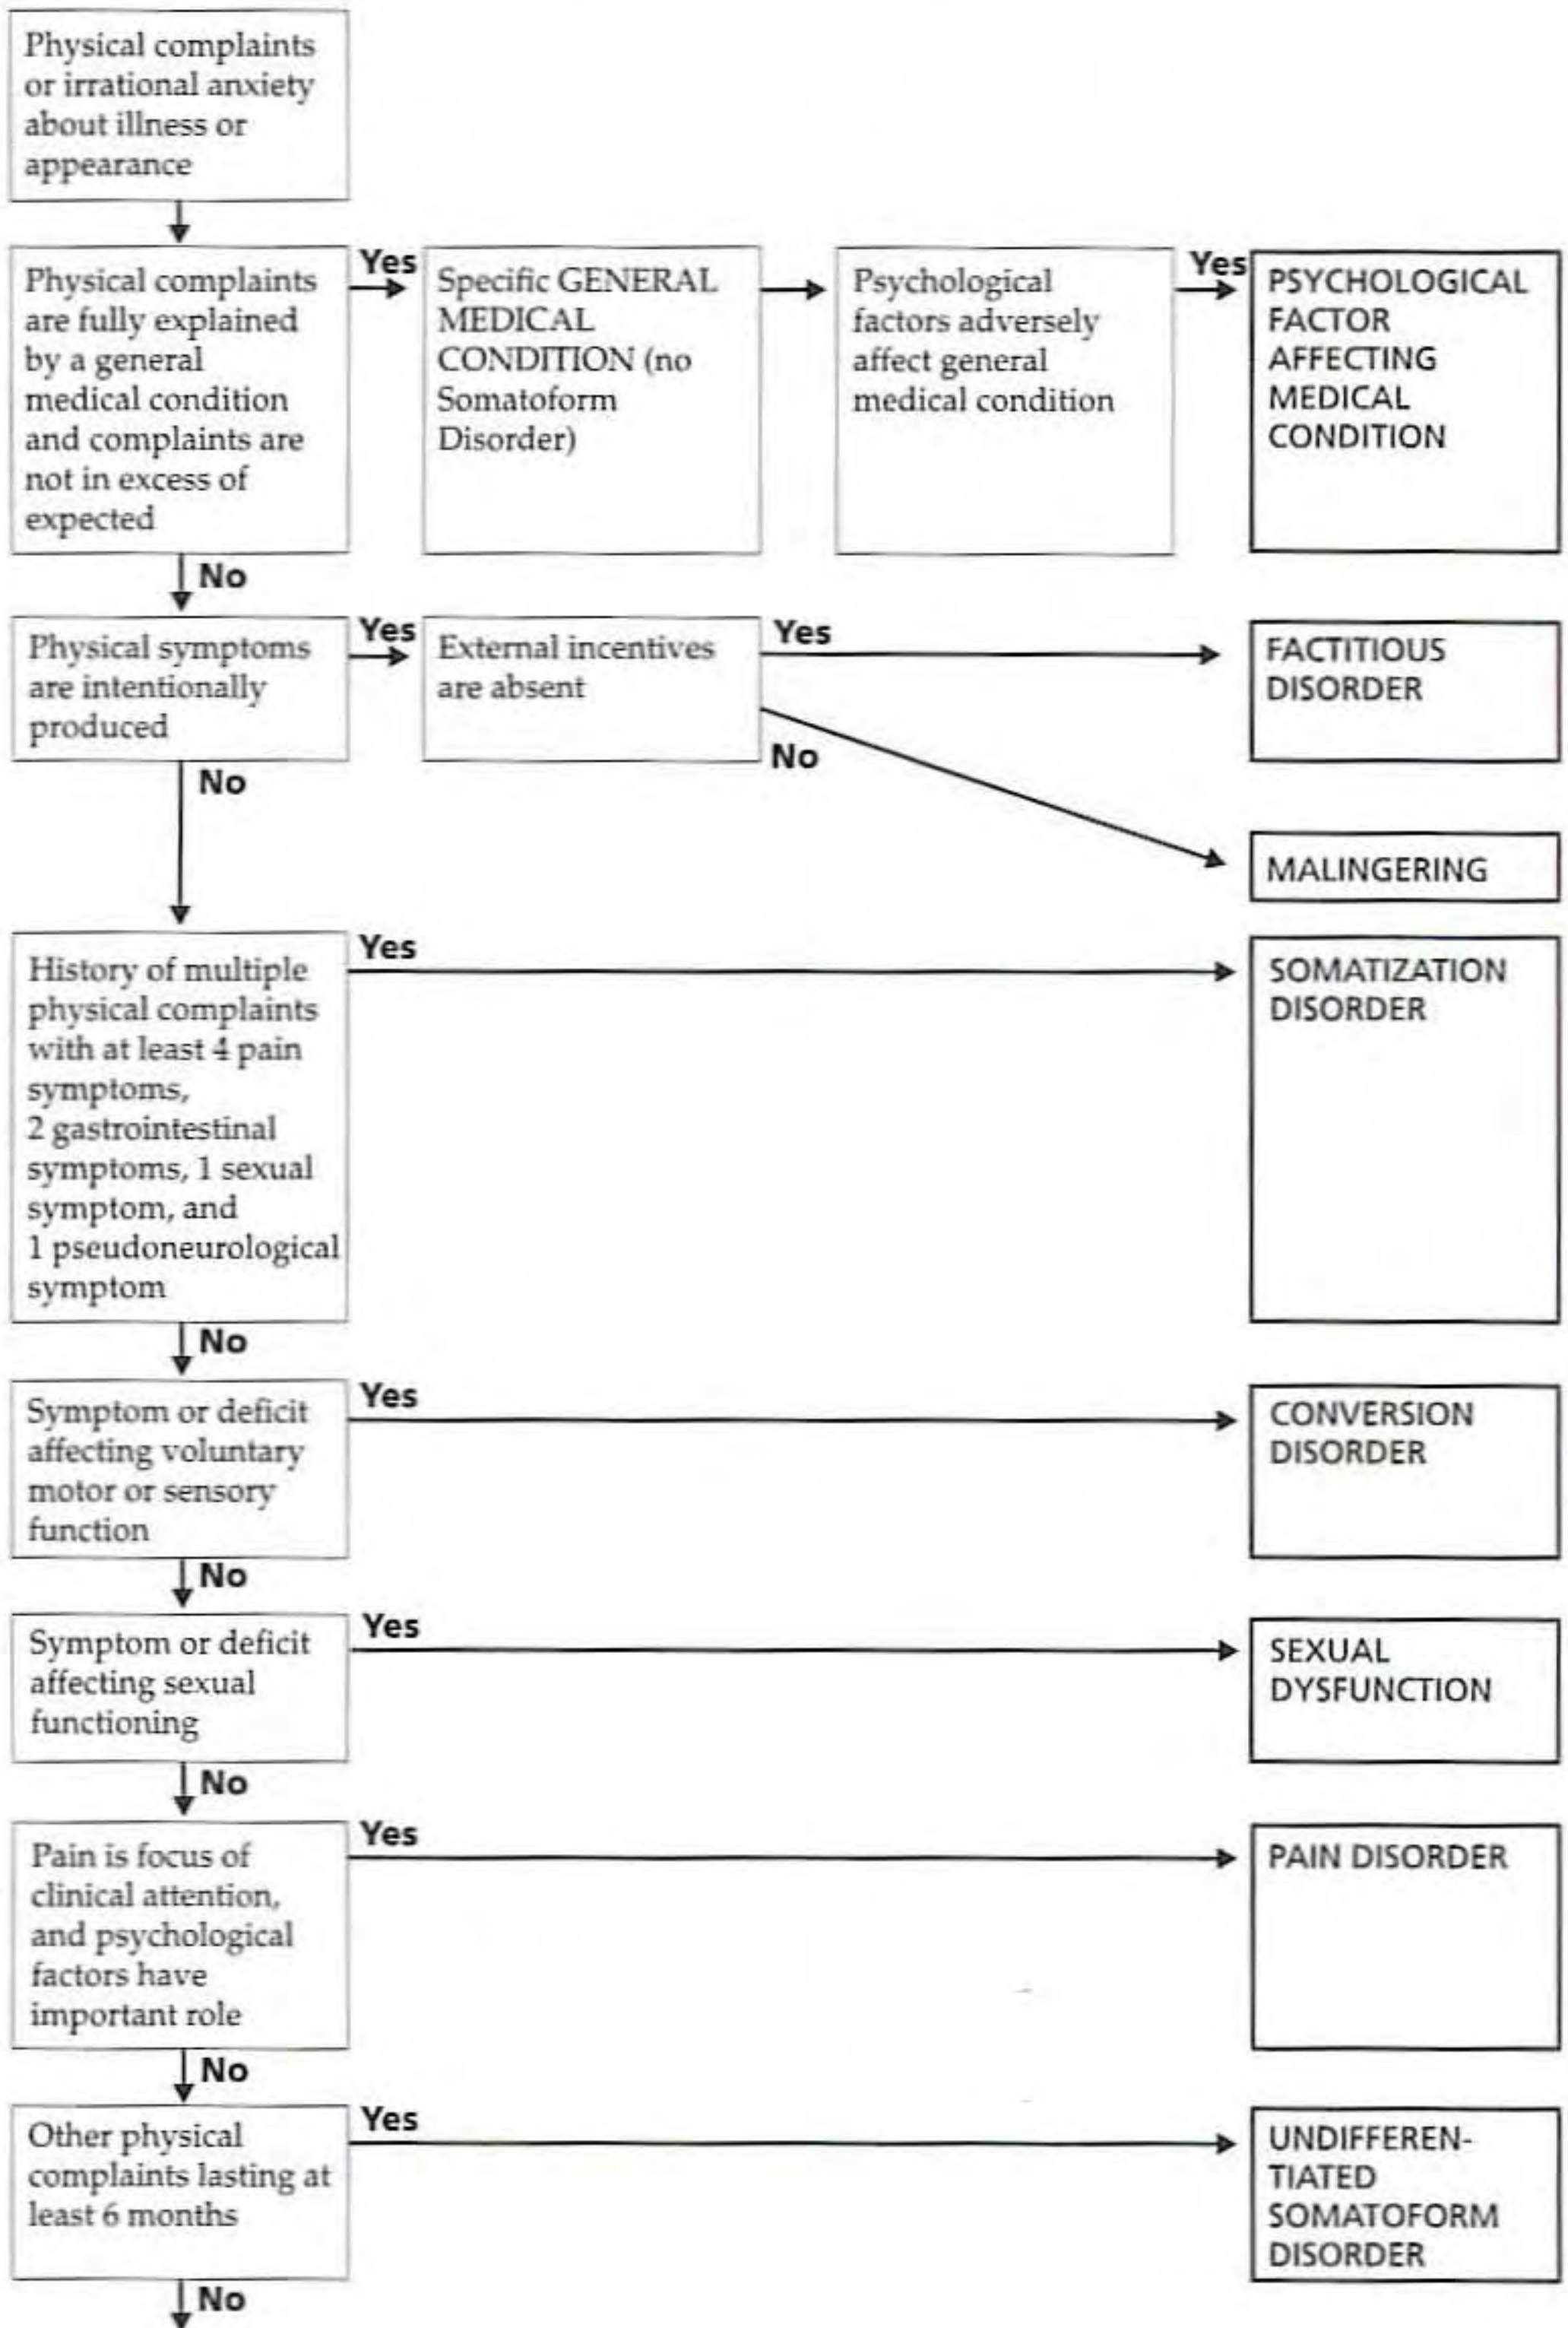 Physical complaints
or irrational anxiety
about illness or
appearance
Physical complaints
are fully explained
by a general
medical condition
and complaints are
not in excess of
expected
Yes
Specific GENERAL
MEDICAL
CONDITION (no
Somatoform
Disorder)
Psychological
factors adversely
affect general
medical condition
Yes
PSYCHOLOGICAL
FACTOR
AFFECTING
MEDICAL
CONDITION
No
Physical symptoms
are intentionally
produced
Yes
External incentives
are absent
Yes
FACTITIOUS
DISORDER
No
MALINGERING
No
History of multiple
physical complaints
with at least 4 pain
symptoms,
2 gastrointestinal
symptoms, 1 sexual
symptom, and
1 pseudoneurological
symptom
Yes
SOMATIZATION
DISORDER
No
Symptom or deficit
affecting voluntary
motor or sensory
function
Yes
CONVERSION
DISORDER
No
Symptom or deficit
affecting sexual
functioning
Yes
SEXUAL
DYSFUNCTION
No
Pain is focus of
clinical attention,
and psychological
factors have
important role
Yes
PAIN DISORDER
No
Other physical
complaints lasting at
least 6 months
Yes
UNDIFFEREN-
TIATED
SOMATOFORM
DISORDER
No